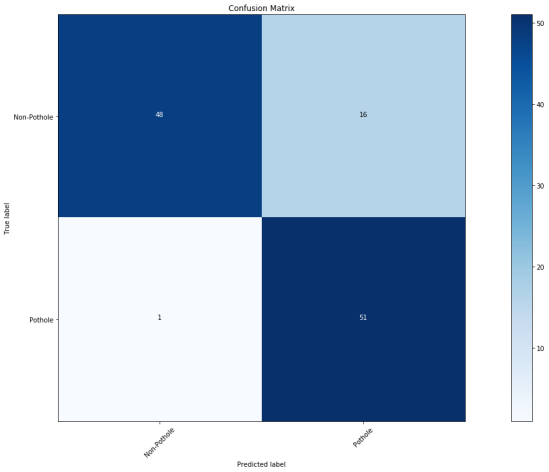 Confusion Matrix
50
40
30
20
10
True label
Non-Pothole
48
16
Pothole
1
51
Non-Pothole
Pothole
Predicted label